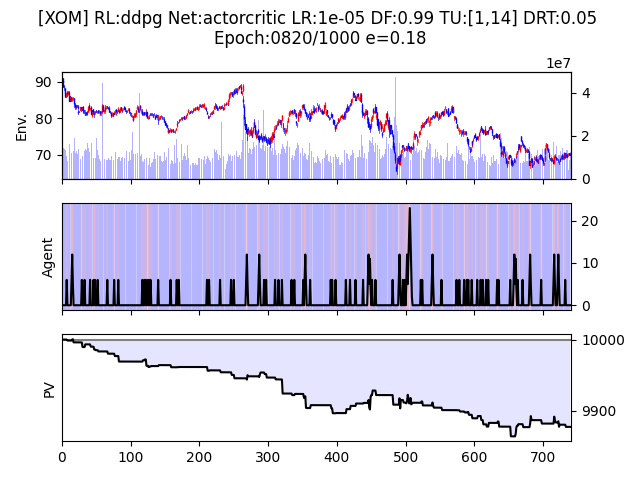 [XOM] RL:ddpg Net:actorcritic LR:1e-05 DF:0.99 TU:[1,14] DRT:0.05
Epoch:0820/1000 e=0.18
1e7
90
80
70
Env.
4
2
0
Agent
20
10
0
PV
10000
9900
0 100 200 300 400 500 600 700